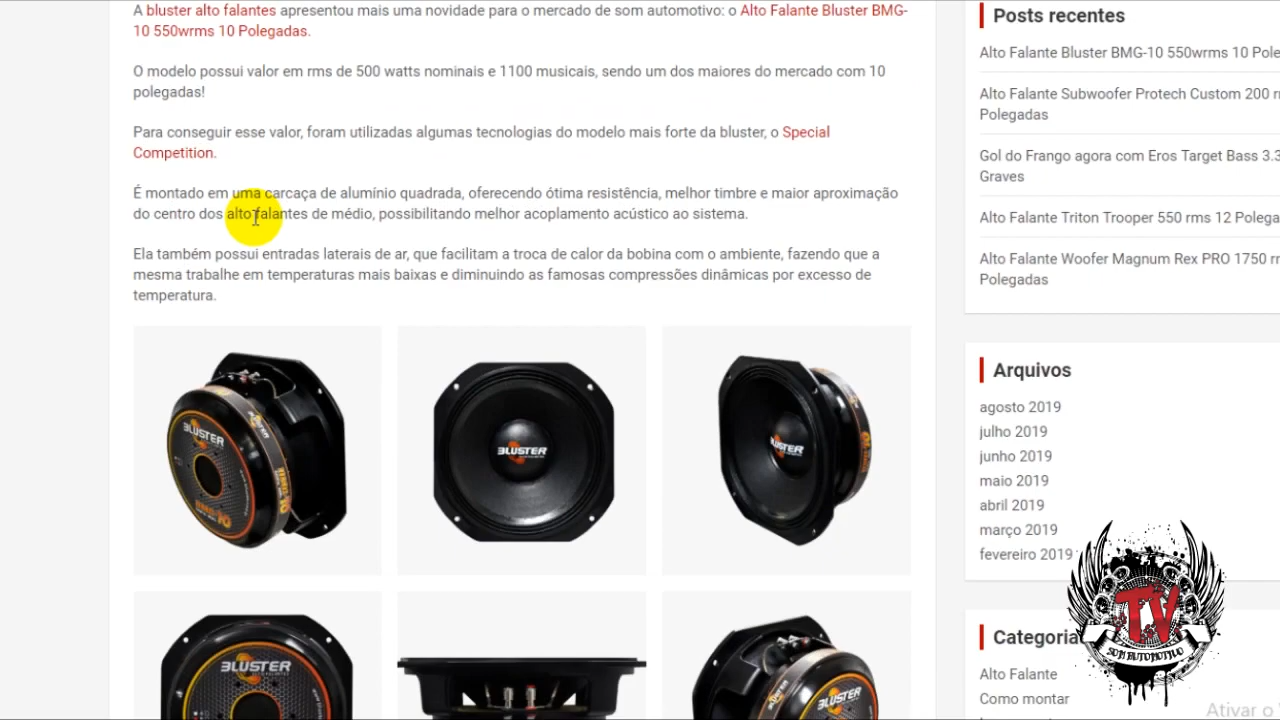 A bluster alto falantes apresentou mais uma novidade para o mercado de som automotivo: o Alto Falante Bluster BMG-
10 550wrms 10 Polegadas.
O modelo possui valor em rms de 500 watts nominais e 1100 musicais, sendo um dos maiores do mercado com 10
polegadas!
Para conseguir esse valor, foram utilizadas algumas tecnologias do modelo mais forte da bluster, o Special
Competition.
É montado em uma carcaça de alumínio quadrada, oferecendo ótima resistência, melhor timbre e maior aproximação
do centro dos alto falantes de médio, possibilitando melhor acoplamento acústico ao sistema.
Ela também possui entradas laterais de ar, que facilitam a troca de calor da bobina com o ambiente, fazendo que a
mesma trabalhe em temperaturas mais baixas e diminuindo as famosas compressões dinâmicas por excesso de
temperatura.
BLUSTER
BMG-10
BLUSTER
BLUSTER
BLUSTER
BLUSTER
Posts recentes
Alto Falante Bluster BMG-10 550wrms 10 Pole
Alto Falante Subwoofer Protech Custom 200 r
Polegadas
Gol do Frango agora com Eros Target Bass 3.3
Graves
Alto Falante Triton Trooper 550 rms 12 Polega
Alto Falante Woofer Magnum Rex PRO 1750 r
Polegadas
Arquivos
agosto 2019
julho 2019
junho 2019
maio 2019
abril 2019
março 2019
fevereiro 2019
Categoria
Alto Falante
Como montar
TV
SOM AUTOMOTIVO
Ativar o